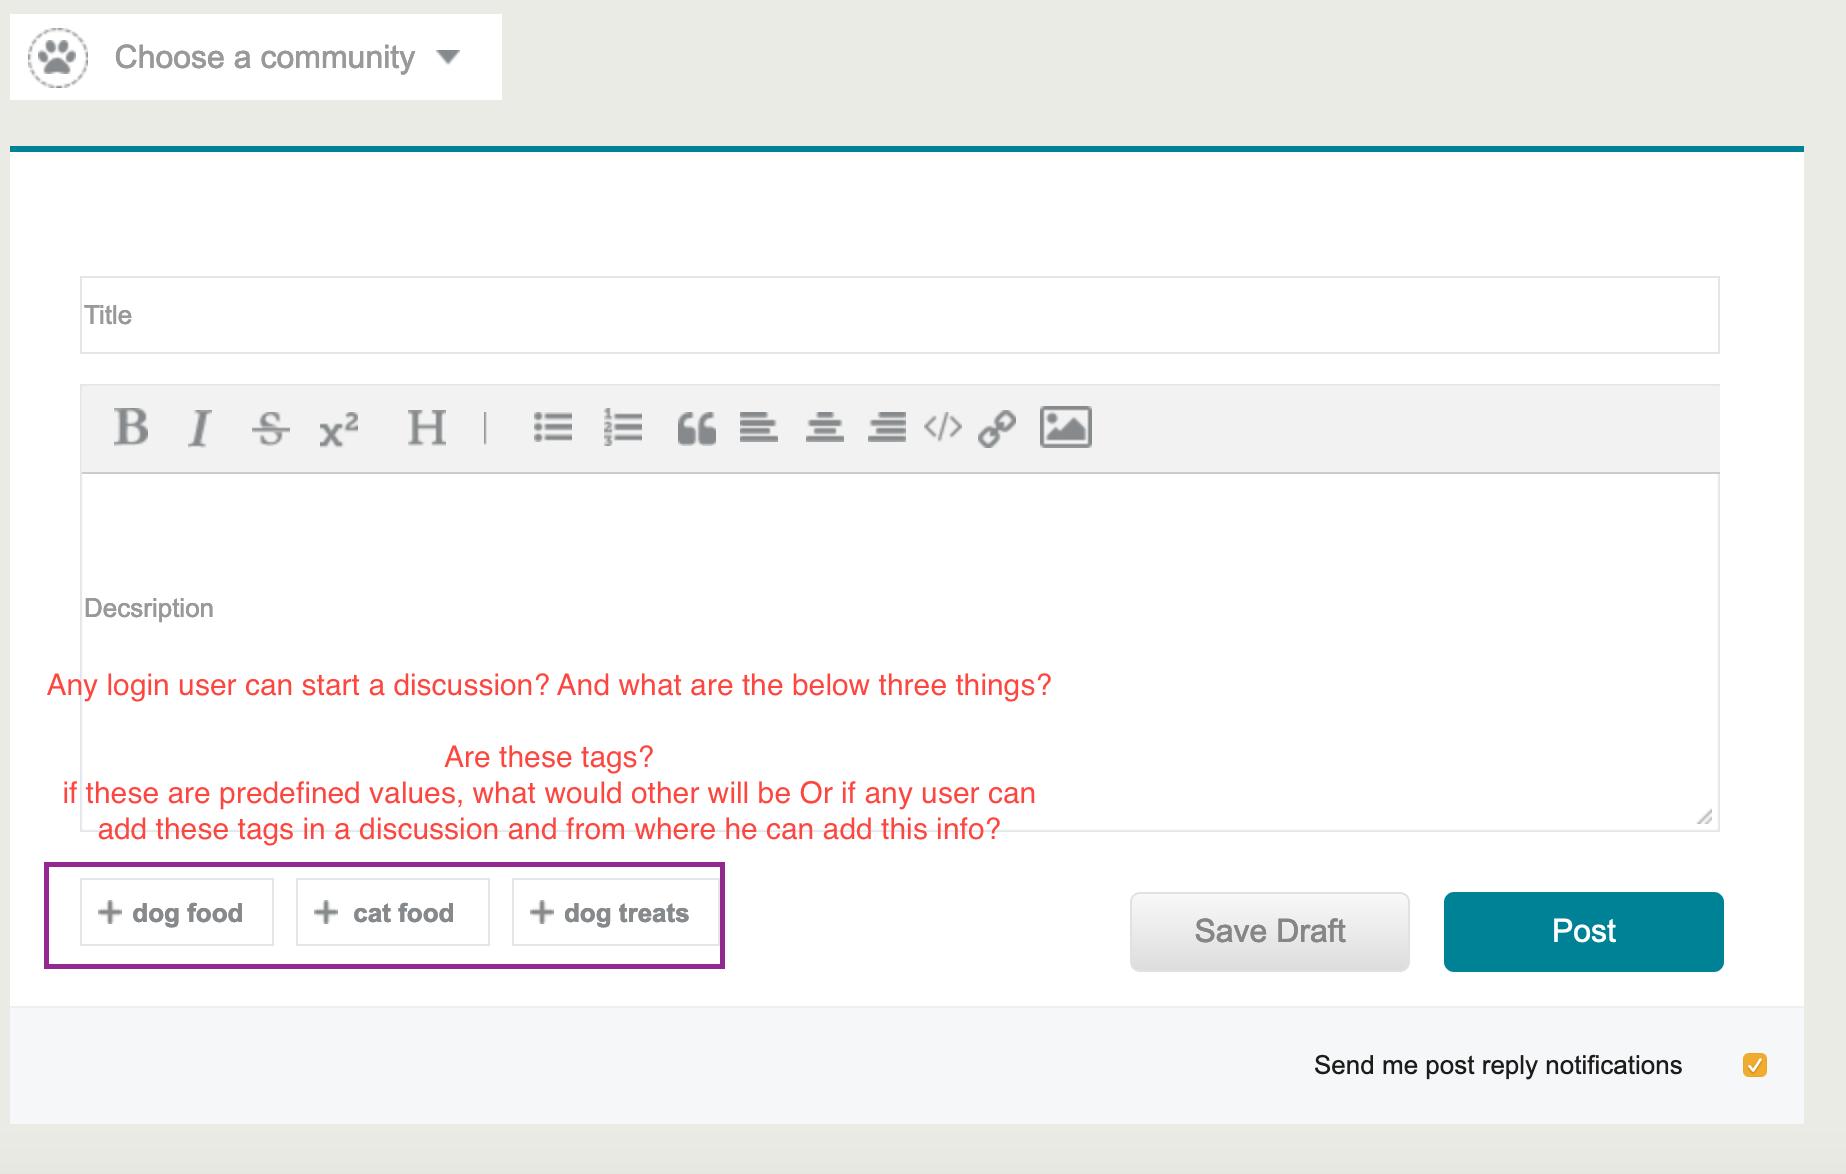 Choose a community
Title
B I S x² H |
Decsription
Any login user can start a discussion? And what are the below three things?
Are these tags?
if these are predefined values, what would other will be Or if any user can
add these tags in a discussion and from where he can add this info?
+ dog food + cat food + dog treats
Save Draft Post
Send me post reply notifications